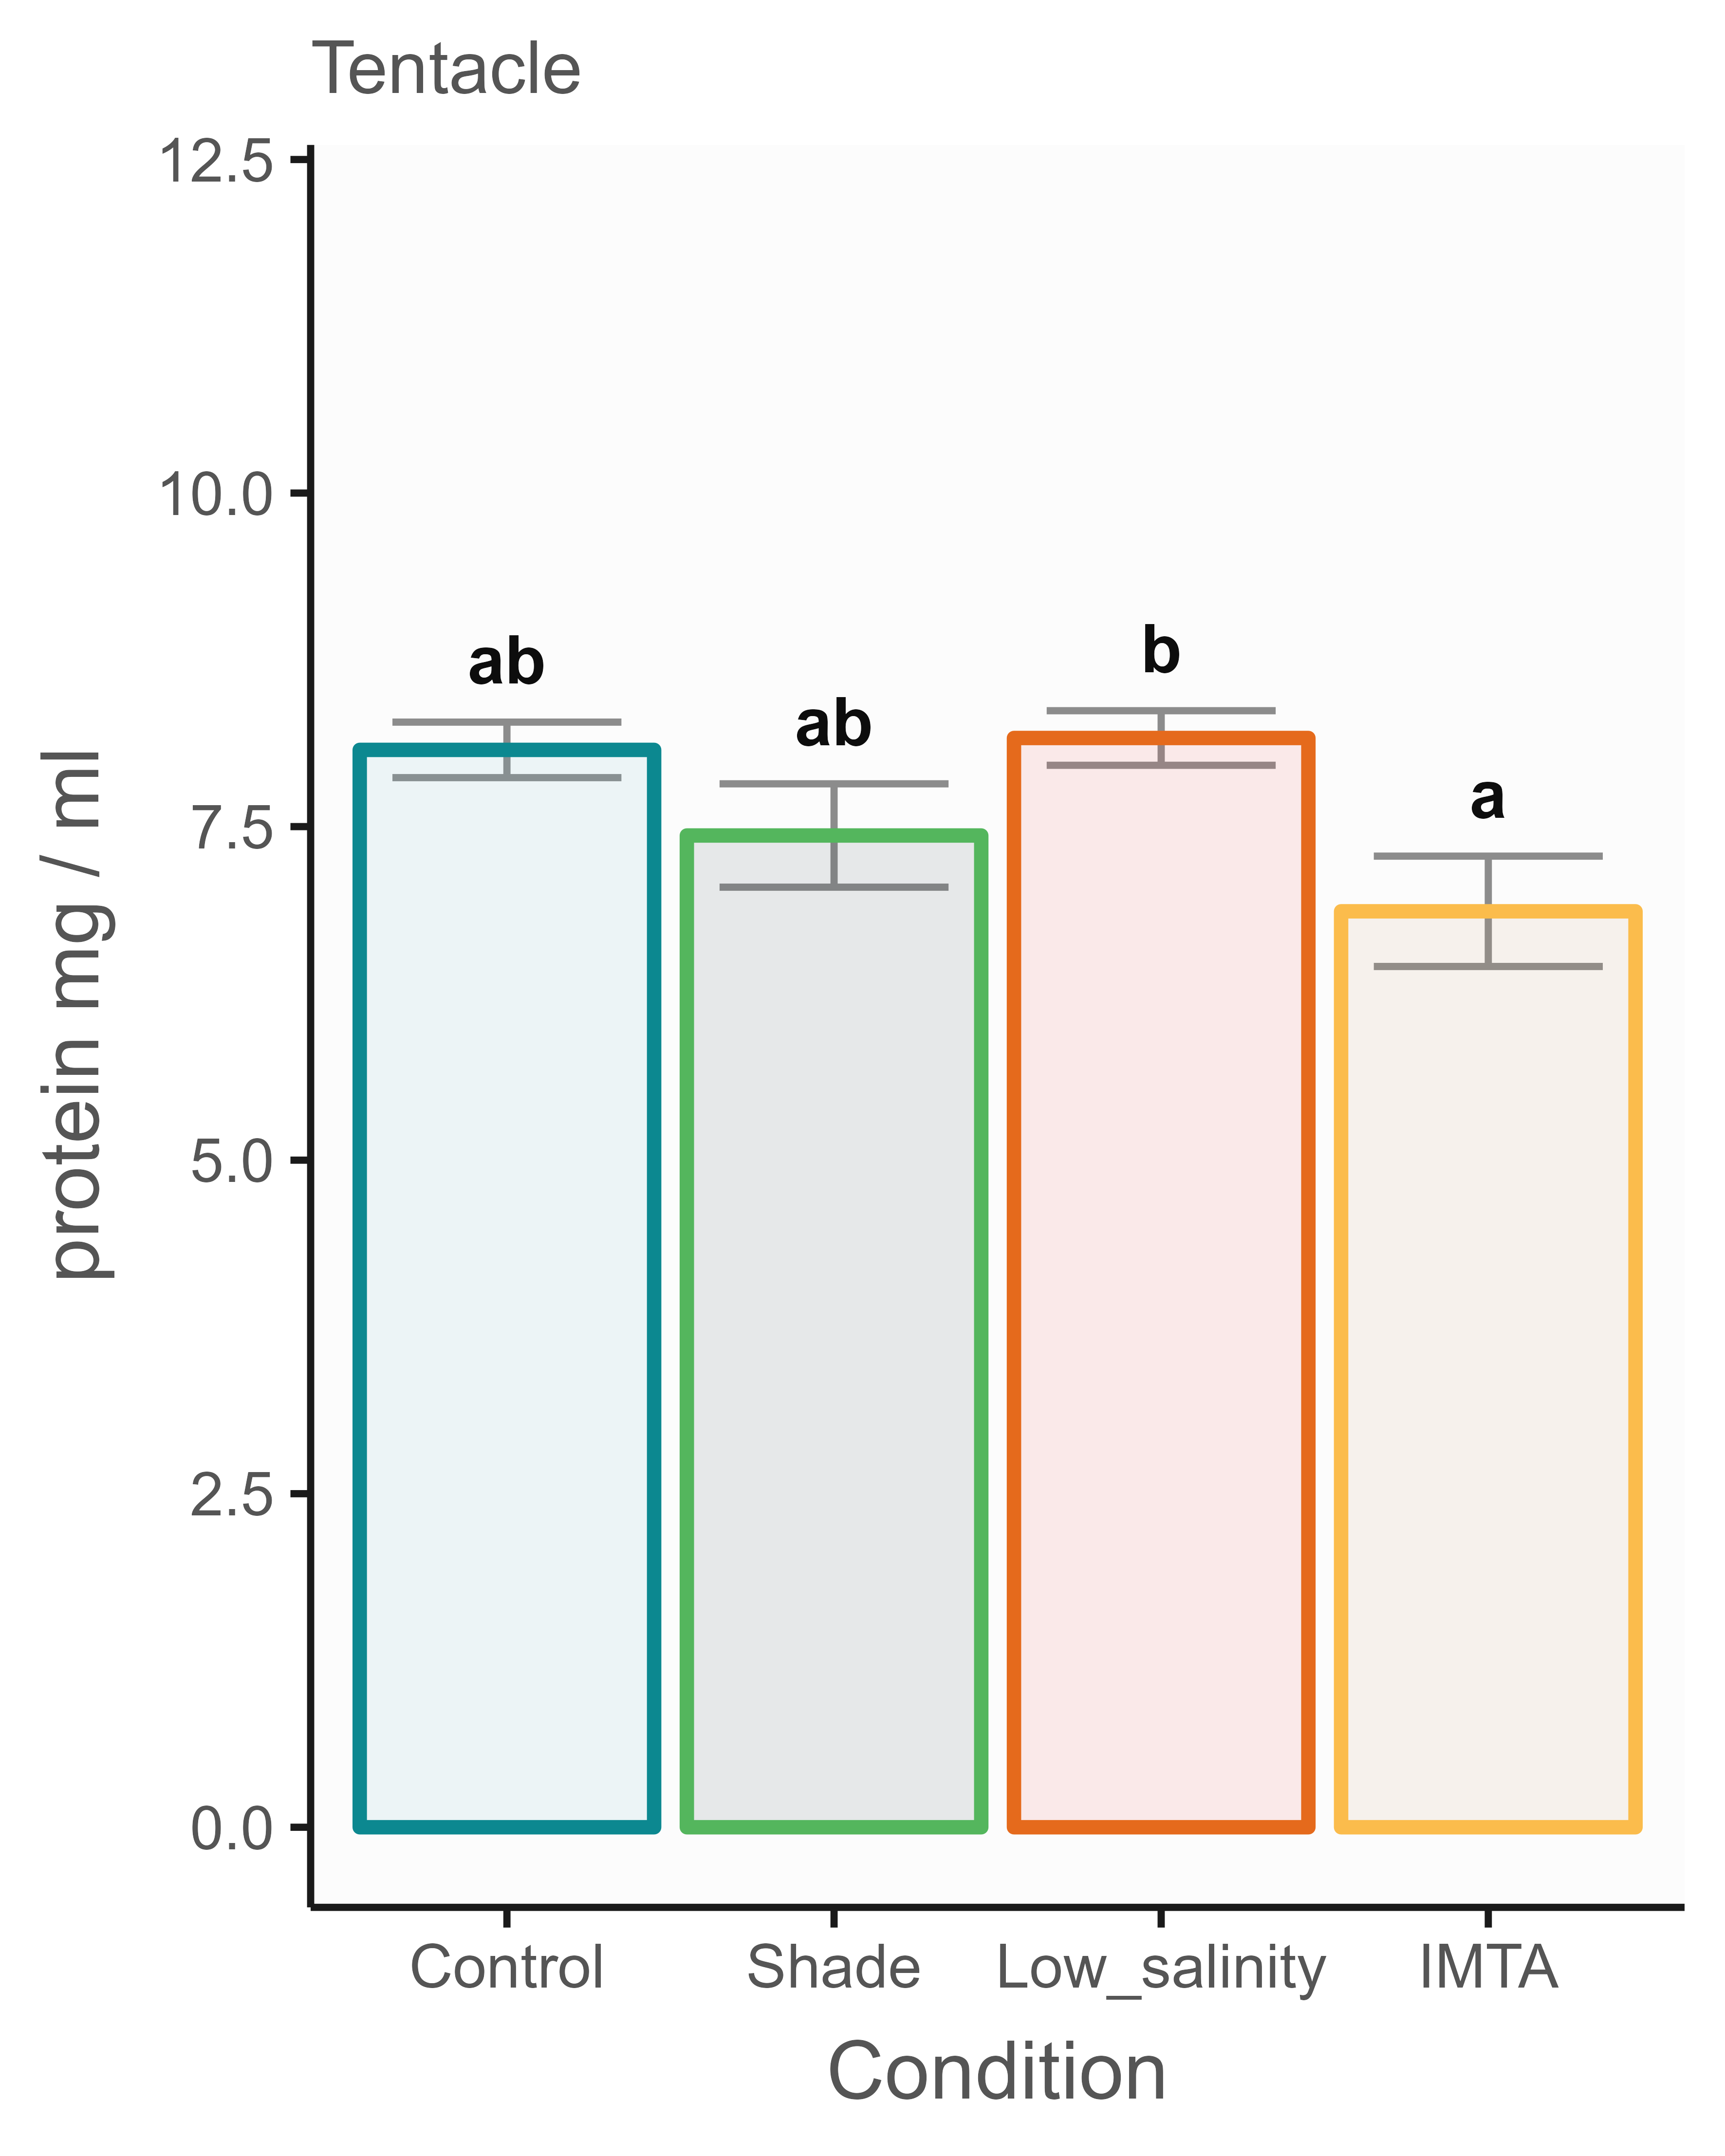 Tentacle
12.5
10.0
7.5
5.0
2.5
0.0
protein mg / ml
ab
ab
b
a
Control Shade Low_salinity IMTA
Condition